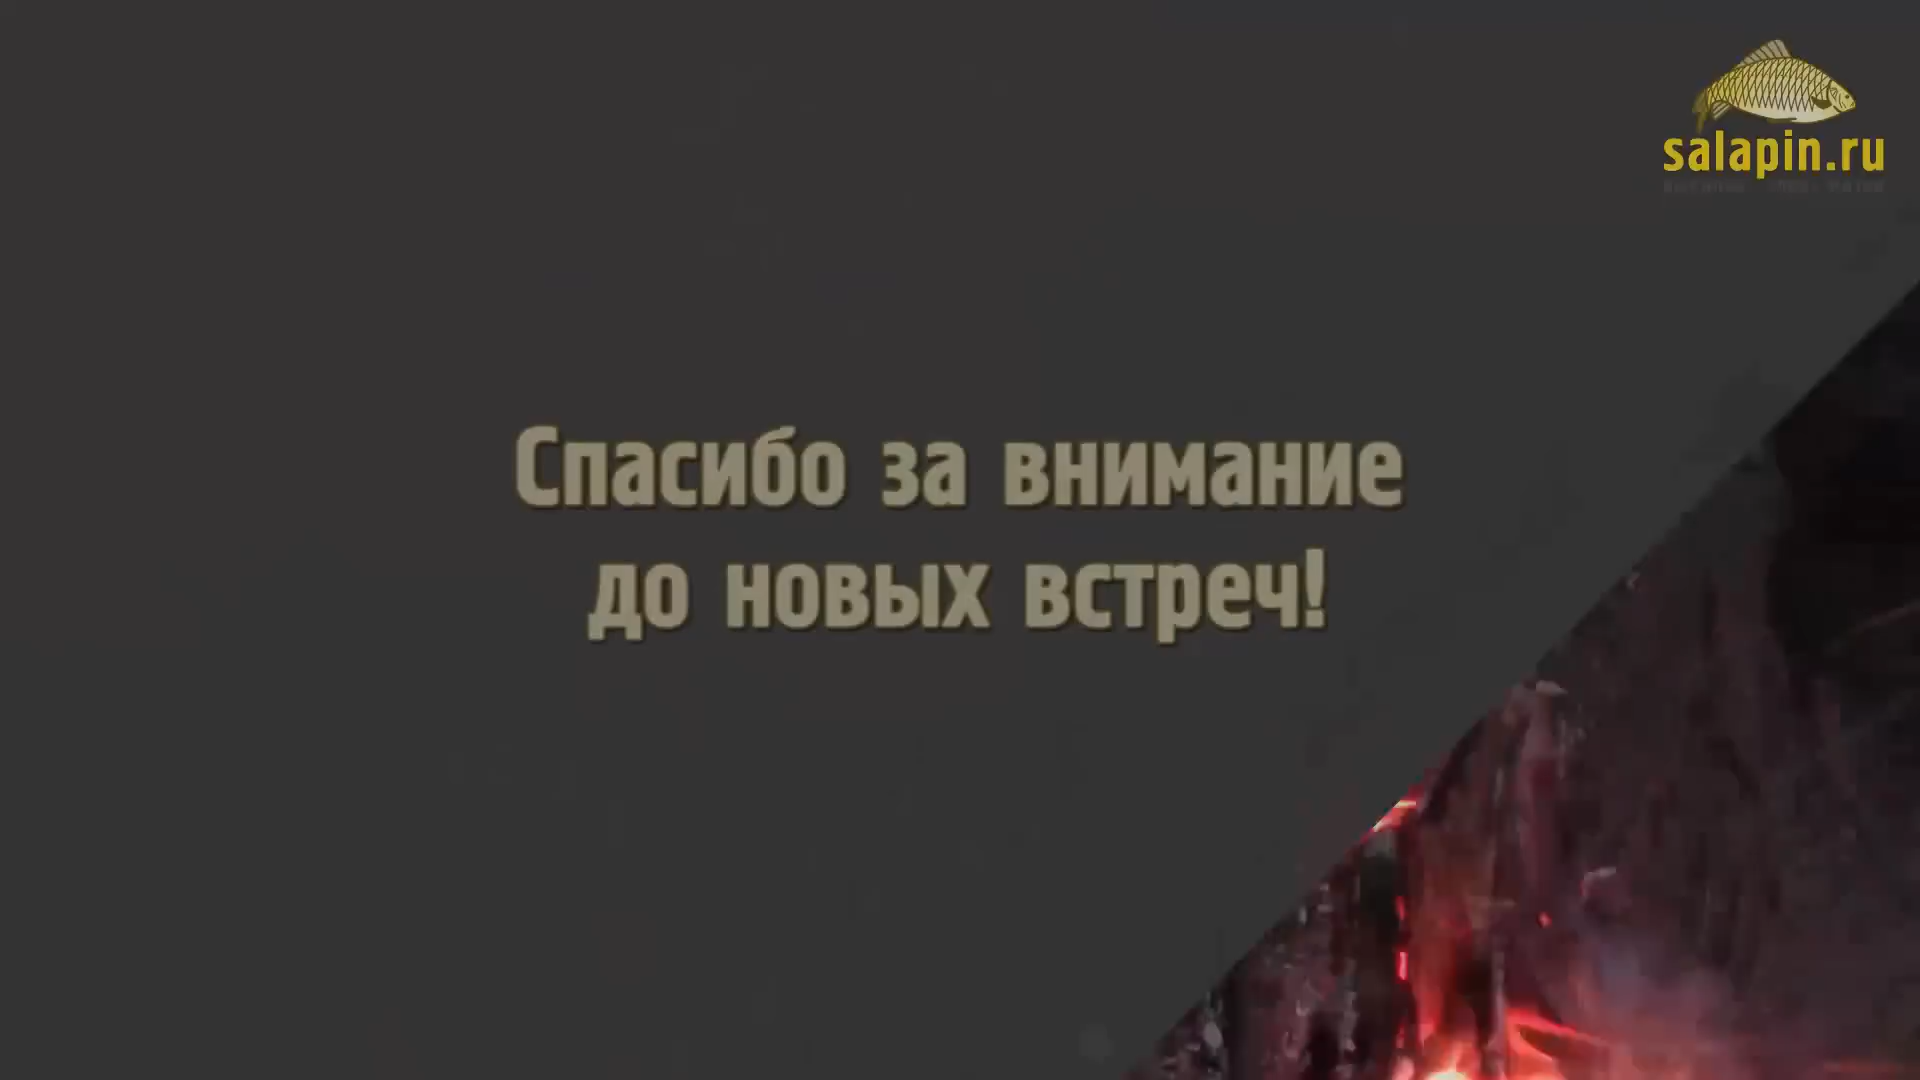 salapin.ru
Спасибо за внимание
до новых встреч!